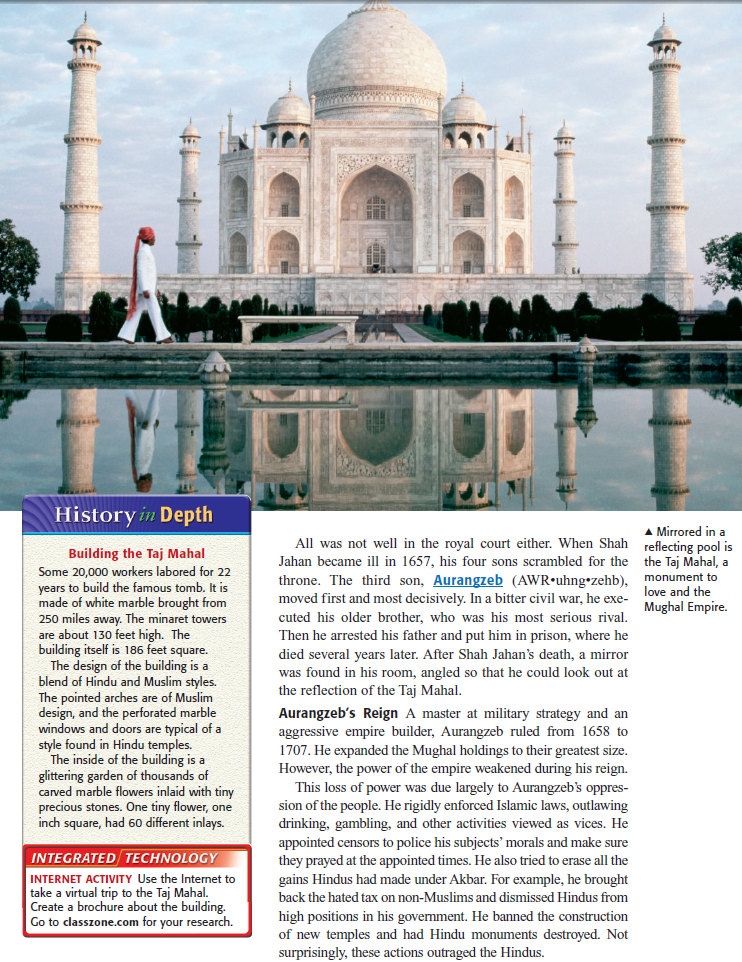 History in Depth
Building the Taj Mahal
Some 20,000 workers labored for 22
years to build the famous tomb. It is
made of white marble brought from
250 miles away. The minaret towers
are about 130 feet high. The
building itself is 186 feet square.
The design of the building is a
blend of Hindu and Muslim styles.
The pointed arches are of Muslim
design, and the perforated marble
windows and doors are typical of a
style found in Hindu temples.
The inside of the building is a
glittering garden of thousands of
carved marble flowers inlaid with tiny
precious stones. One tiny flower, one
inch square, had 60 different inlays.
INTEGRATED / TECHNOLOGY
INTERNET ACTIVITY Use the Internet to
take a virtual trip to the Taj Mahal.
Create a brochure about the building.
Go to classzone.com for your research.
All was not well in the royal court either. When Shah
Jahan became ill in 1657, his four sons scrambled for the
throne. The third son, Aurangzeb (AWR•uhng•zehb),
moved first and most decisively. In a bitter civil war, he exe-
cuted his older brother, who was his most serious rival.
Then he arrested his father and put him in prison, where he
died several years later. After Shah Jahan's death, a mirror
was found in his room, angled so that he could look out at
the reflection of the Taj Mahal.
Aurangzeb's Reign A master at military strategy and an
aggressive empire builder, Aurangzeb ruled from 1658 to
1707. He expanded the Mughal holdings to their greatest size.
However, the power of the empire weakened during his reign.
This loss of power was due largely to Aurangzeb's oppres-
sion of the people. He rigidly enforced Islamic laws, outlawing
drinking, gambling, and other activities viewed as vices. He
appointed censors to police his subjects' morals and make sure
they prayed at the appointed times. He also tried to erase all the
gains Hindus had made under Akbar. For example, he brought
back the hated tax on non-Muslims and dismissed Hindus from
high positions in his government. He banned the construction
of new temples and had Hindu monuments destroyed. Not
surprisingly, these actions outraged the Hindus.
▲ Mirrored in a
reflecting pool is
the Taj Mahal, a
monument to
love and the
Mughal Empire.